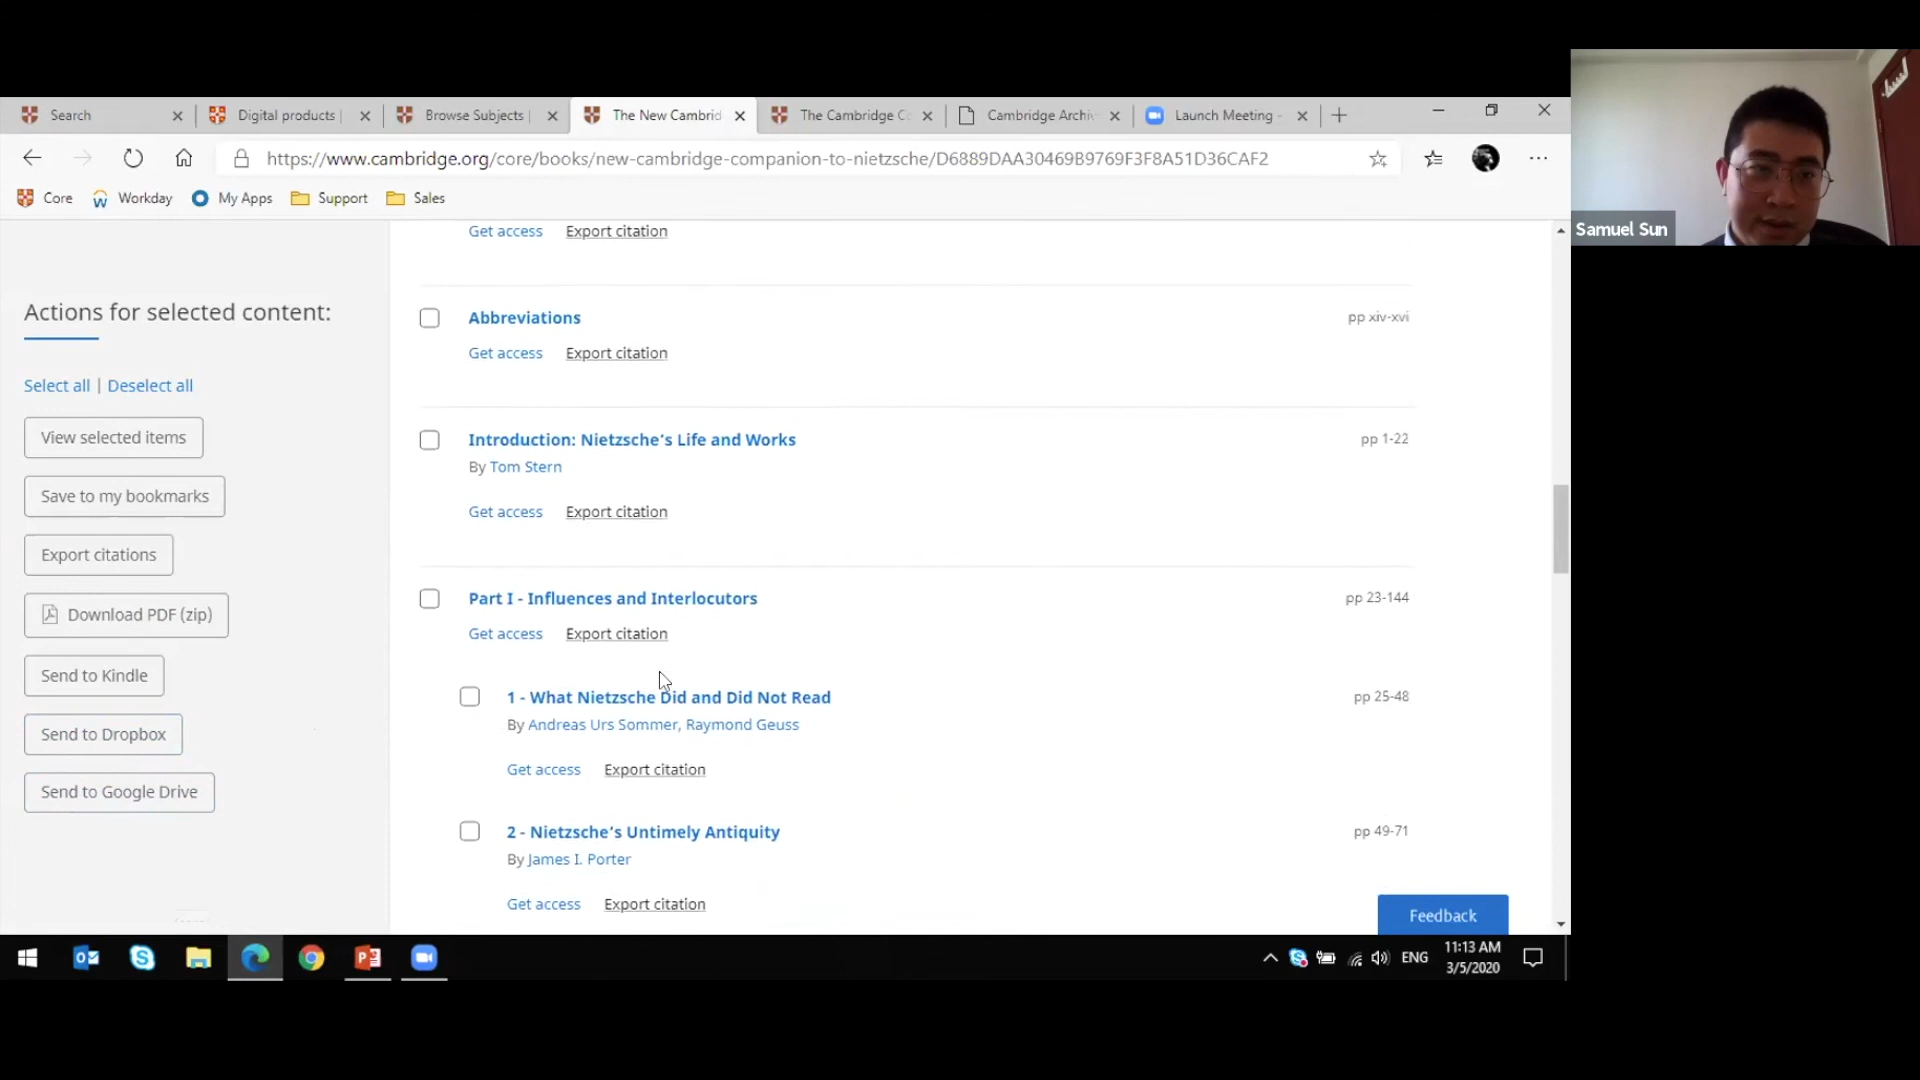 Search
Digital products |
Browse Subjects |
The New Cambrid
The Cambridge C
Cambridge Archiv
Launch Meeting -
https://www.cambridge.org/core/books/new-cambridge-companion-to-nietzsche/D6889DAA30469B9769F3F8A51D36CAF2
Core
Workday
My Apps
Support
Sales
Samuel Sun
Get access Export citation
Actions for selected content:
Select all | Deselect all
View selected items
Save to my bookmarks
Export citations
Download PDF (zip)
Send to Kindle
Send to Dropbox
Send to Google Drive
Abbreviations pp xiv-xvi
Get access Export citation
Introduction: Nietzsche's Life and Works pp 1-22
By Tom Stern
Get access Export citation
Part I - Influences and Interlocutors pp 23-144
Get access Export citation
1 - What Nietzsche Did and Did Not Read pp 25-48
By Andreas Urs Sommer, Raymond Geuss
Get access Export citation
2 - Nietzsche's Untimely Antiquity pp 49-71
By James I. Porter
Get access Export citation
Feedback
ENG
11:13 AM
3/5/2020